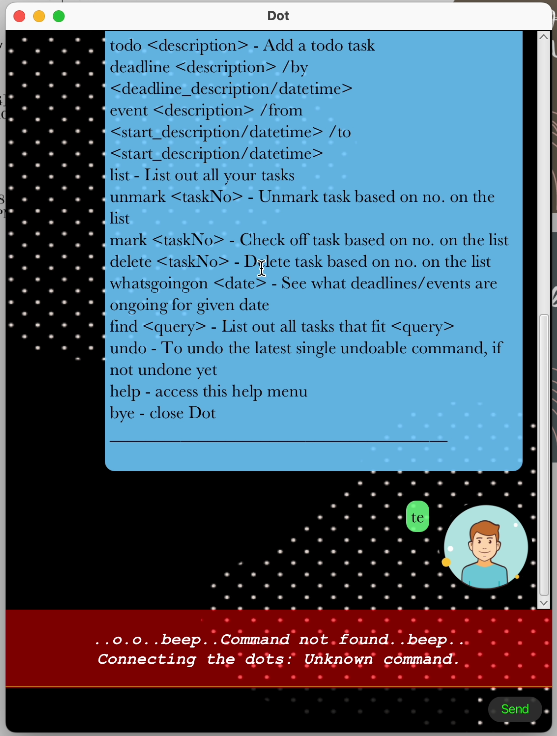 Dot
todo <description> - Add a todo task
deadline <description> /by
<deadline_description/datetime>
event <description> /from
<start_description/datetime> /to
<start_description/datetime>
list - List out all your tasks
unmark <taskNo> - Unmark task based on no. on the
list
mark <taskNo> - Check off task based on no. on the list
delete <taskNo> - Delete task based on no. on the list
whatsgoingon <date> - See what deadlines/events are
ongoing for given date
find <query> - List out all tasks that fit <query>
undo - To undo the latest single undoable command, if
not undone yet
help - access this help menu
bye - close Dot
te
..o.o..beep..Command not found..beep..
Connecting the dots: Unknown command.
Send